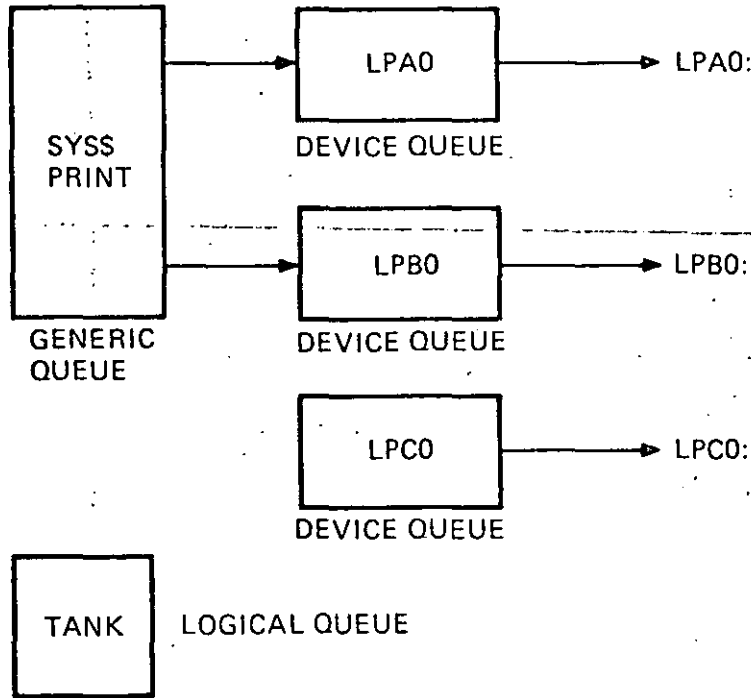 LPA0
LPA0:
DEVICE QUEUE
SYS$
PRINT
LPB0
LPB0:
GENERIC
QUEUE
DEVICE QUEUE
LPC0
LPC0:
DEVICE QUEUE
TANK
LOGICAL QUEUE